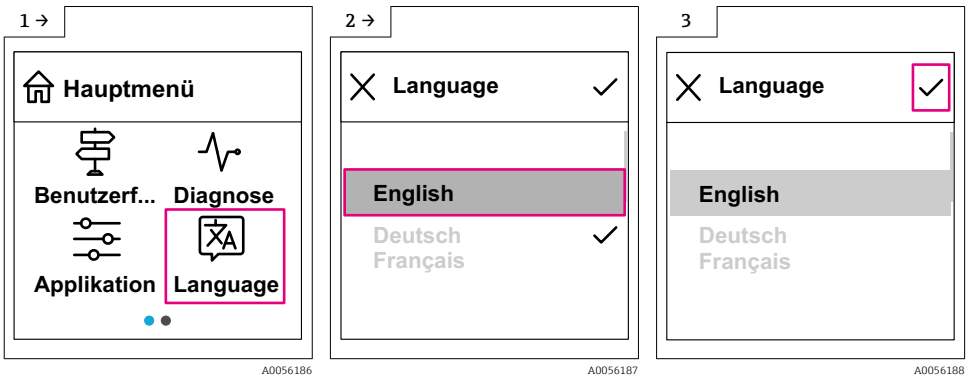 1 →
Hauptmenü
Benutzerf... Diagnose
Applikation Language
A0056186
2 →
Language
English
Deutsch
Français
A0056187
3
Language
English
Deutsch
Français
A0056188